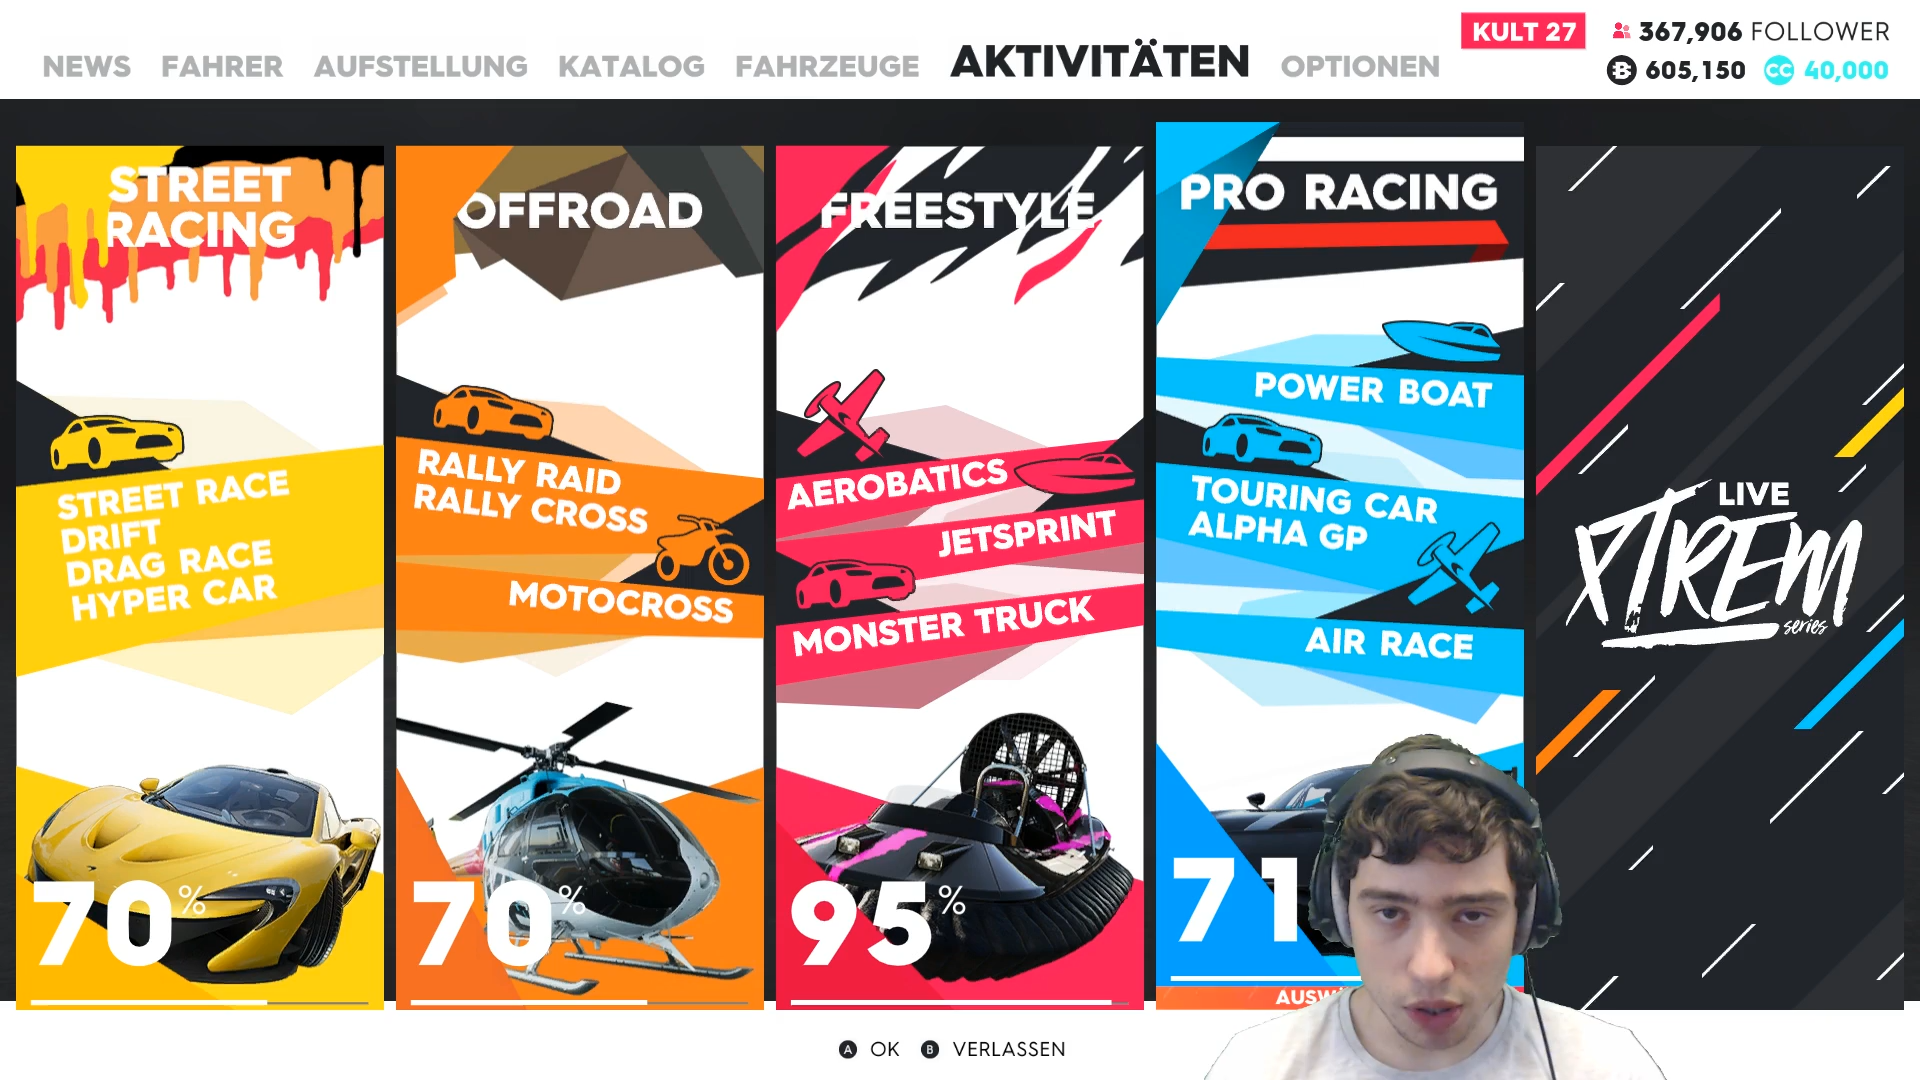 NEWS FAHRER AUFSTELLUNG KATALOG FAHRZEUGE AKTIVITÄTEN OPTIONEN
KULT 27
367,906 FOLLOWER
605,150 CC 40,000
STREET
RACING
STREET RACE
DRIFT
DRAG RACE
HYPER CAR
70%
OFFROAD
RALLY RAID
RALLY CROSS
MOTOCROSS
70%
FREESTYLE
AEROBATICS
JETSPRINT
MONSTER TRUCK
95%
PRO RACING
POWER BOAT
TOURING CAR
ALPHA GP
AIR RACE
71
LIVE
XTREM
series
A OK B VERLASSEN